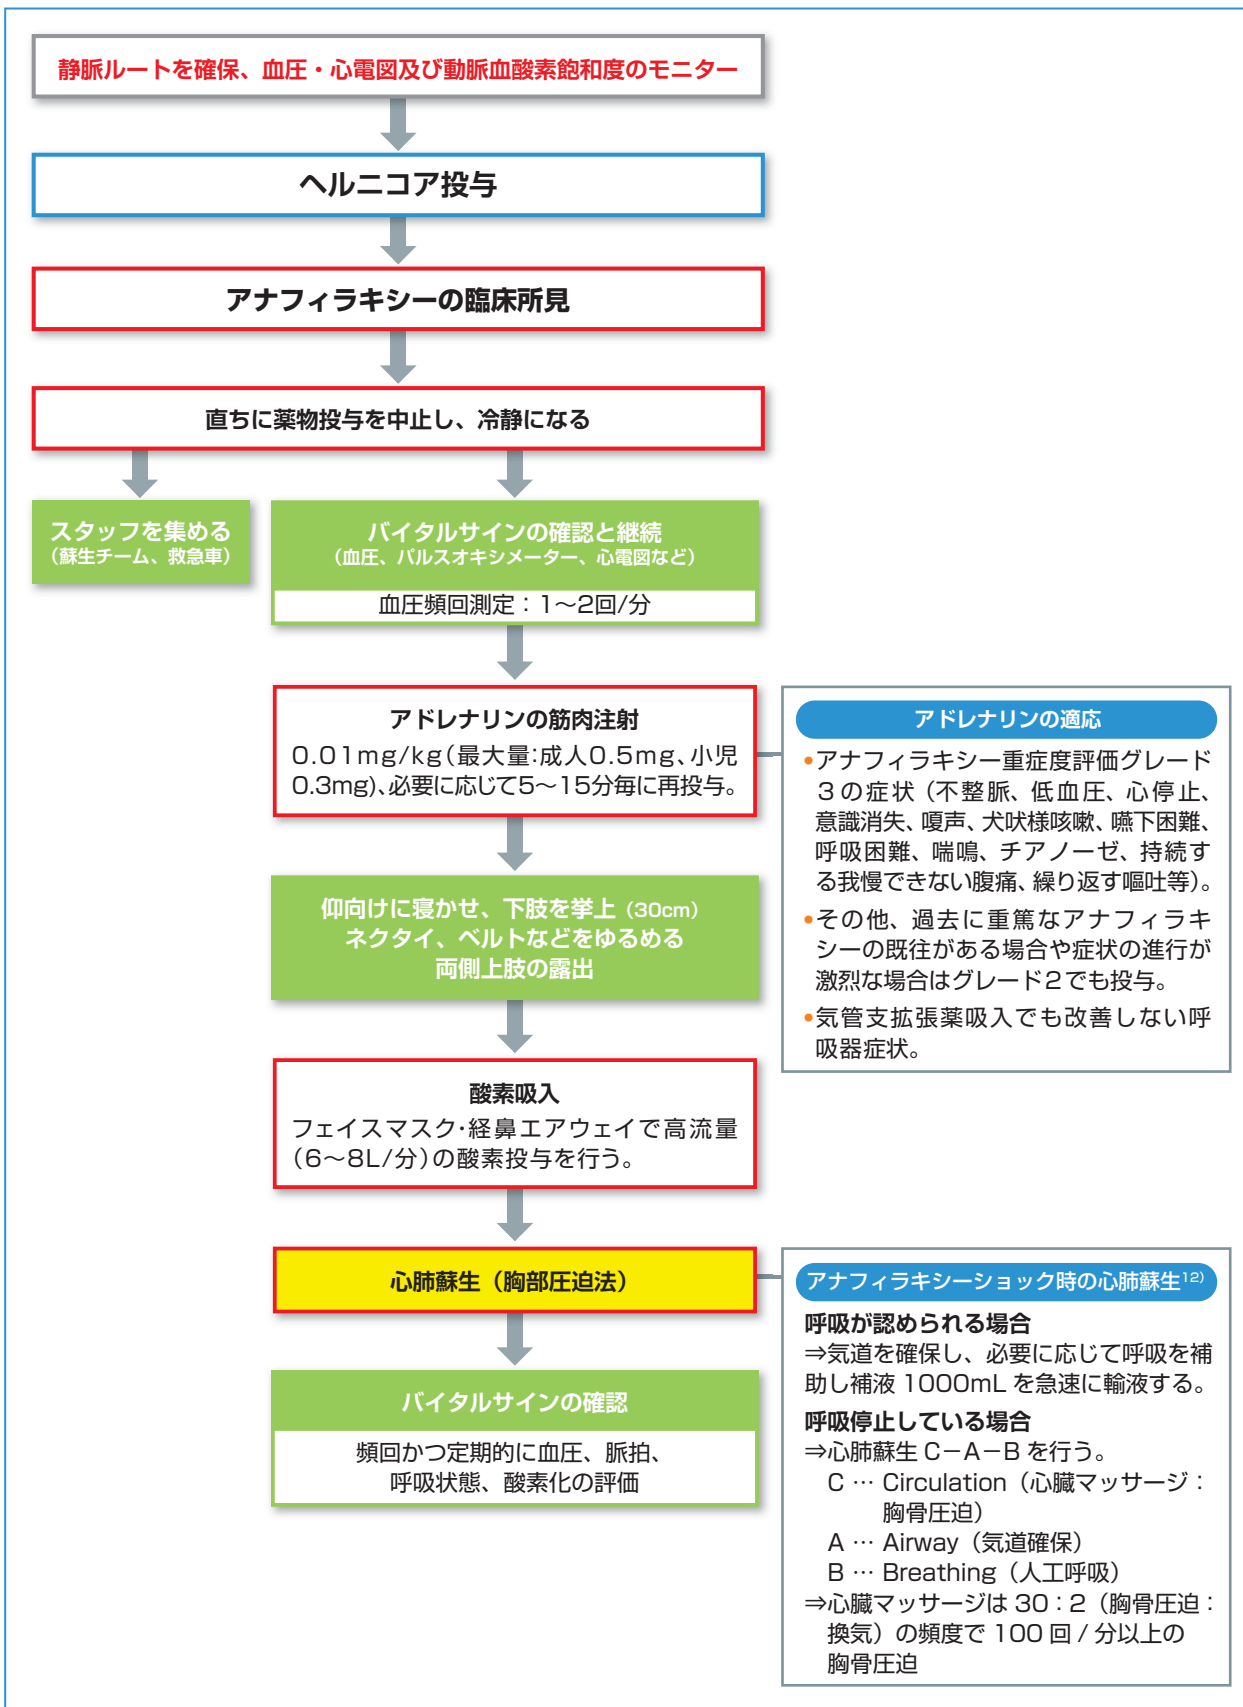 静脈ルートを確保、血圧・心電図及び動脈血酸素飽和度のモニター
ヘルニコア投与
アナフィラキシーの臨床所見
直ちに薬物投与を中止し、冷静になる
スタッフを集める
（蘇生チーム、救急車）
バイタルサインの確認と継続
（血圧、パルスオキシメーター、心電図など）
血圧頻回測定：1〜2回/分
アドレナリンの筋肉注射
0.01mg/kg（最大量:成人0.5mg、小児
0.3mg）、必要に応じて5〜15分毎に再投与。
アドレナリンの適応
•アナフィラキシー重症度評価グレード
3の症状（不整脈、低血圧、心停止、
意識消失、嗄声、犬吠様咳嗽、嚥下困難、
呼吸困難、喘鳴、チアノーゼ、持続す
る我慢できない腹痛、繰り返す嘔吐等）。
•その他、過去に重篤なアナフィラキ
シーの既往がある場合や症状の進行が
激烈な場合はグレード2でも投与。
•気管支拡張薬吸入でも改善しない呼
吸器症状。
仰向けに寝かせ、下肢を挙上（30cm）
ネクタイ、ベルトなどをゆるめる
両側上肢の露出
酸素吸入
フェイスマスク・経鼻エアウェイで高流量
（6〜8L/分）の酸素投与を行う。
心肺蘇生（胸部圧迫法）
アナフィラキシーショック時の心肺蘇生12）
呼吸が認められる場合
⇒気道を確保し、必要に応じて呼吸を補
助し補液 1000mL を急速に輸液する。
呼吸停止している場合
⇒心肺蘇生 C－A－B を行う。
C … Circulation（心臓マッサージ：
胸骨圧迫）
A … Airway（気道確保）
B … Breathing（人工呼吸）
⇒心臓マッサージは 30：2（胸骨圧迫：
換気）の頻度で 100 回 / 分以上の
胸骨圧迫
バイタルサインの確認
頻回かつ定期的に血圧、脈拍、
呼吸状態、酸素化の評価